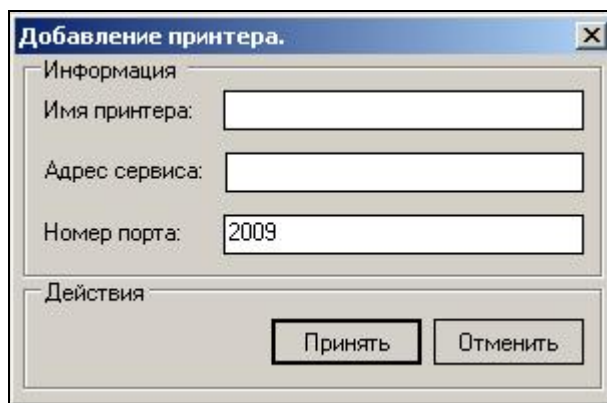 Добавление принтера.
Информация
Имя принтера:
Адрес сервиса:
Номер порта: 2009
Действия
Принять Отменить